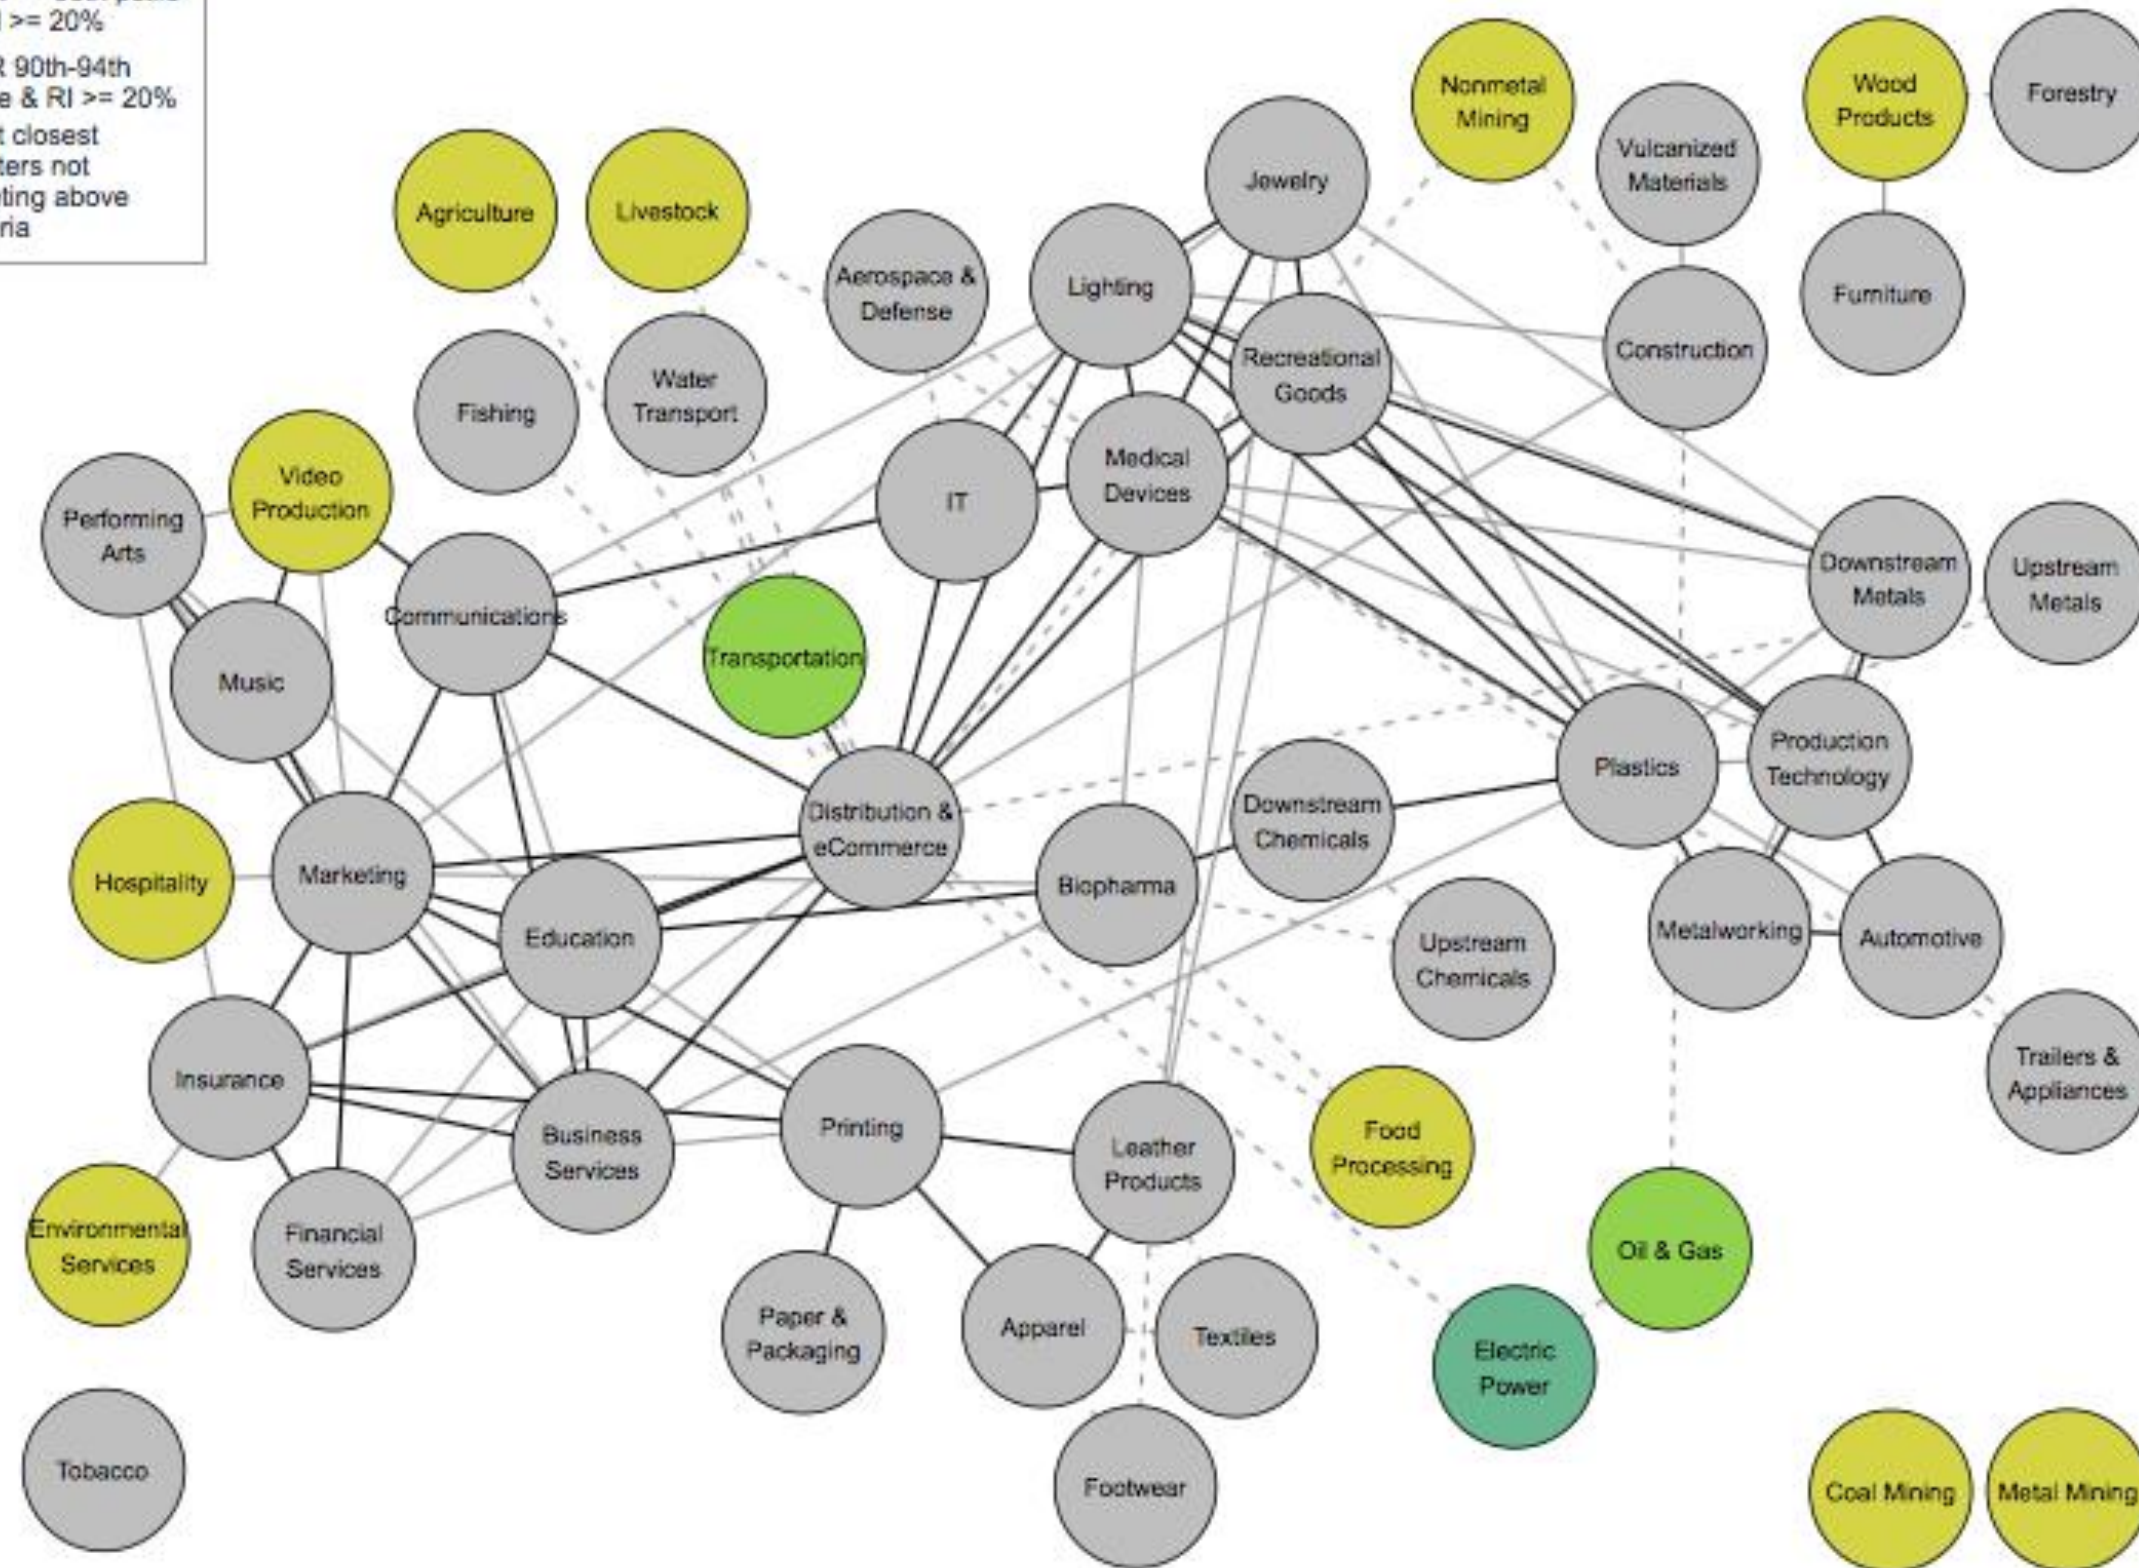 >= 20%
90th-94th
& RI >= 20%
closest
not
above
Nonmetal
Mining
Wood
Products
Forestry
Vulcanized
Materials
Jewelry
Agriculture
Livestock
Aerospace &
Defense
Lighting
Furniture
Recreational
Goods
Construction
Fishing
Water
Transport
Video
Production
Performing
Arts
IT
Medical
Devices
Downstream
Metals
Upstream
Metals
Communications
Music
Transportation
Plastics
Production
Technology
Distribution &
eCommerce
Downstream
Chemicals
Hospitality
Marketing
Education
Biopharma
Upstream
Chemicals
Metalworking
Automotive
Insurance
Business
Services
Printing
Leather
Products
Food
Processing
Trailers &
Appliances
Environmental
Services
Financial
Services
Oil & Gas
Paper &
Packaging
Apparel
Textiles
Electric
Power
Tobacco
Footwear
Coal Mining
Metal Mining